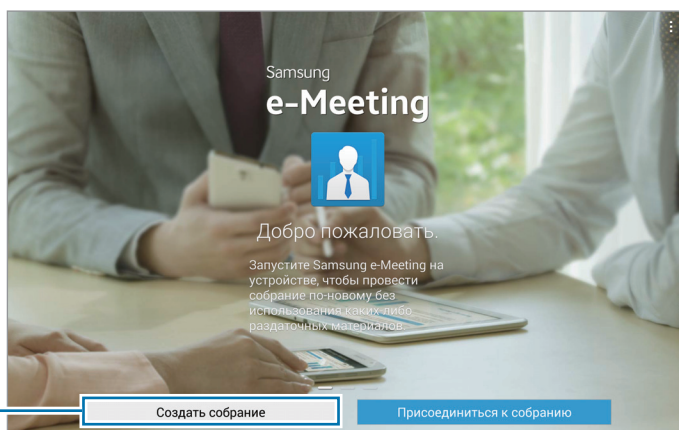 Samsung
e-Meeting
Добро пожаловать.
Запустите Samsung e-Meeting на
устройстве, чтобы провести
собрание по-новому без
использования каких-либо
раздаточных материалов.
Создать собрание
Присоединиться к собранию